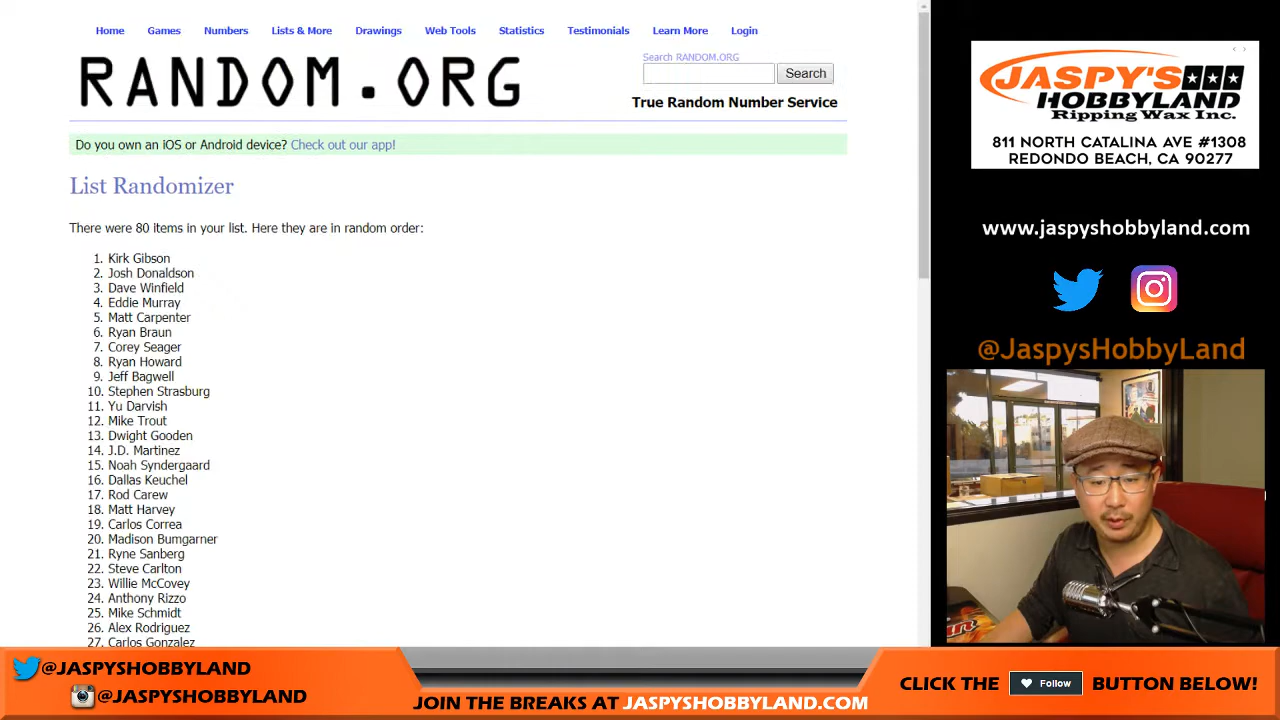 Home Games Numbers Lists & More Drawings Web Tools Statistics Testimonials Learn More Login
RANDOM.ORG
Search RANDOM.ORG
Search
True Random Number Service
Do you own an iOS or Android device? Check out our app!
List Randomizer
There were 80 items in your list. Here they are in random order:
1. Kirk Gibson
2. Josh Donaldson
3. Dave Winfield
4. Eddie Murray
5. Matt Carpenter
6. Ryan Braun
7. Corey Seager
8. Ryan Howard
9. Jeff Bagwell
10. Stephen Strasburg
11. Yu Darvish
12. Mike Trout
13. Dwight Gooden
14. J.D. Martinez
15. Noah Syndergaard
16. Dallas Keuchel
17. Rod Carew
18. Matt Harvey
19. Carlos Correa
20. Madison Bumgarner
21. Ryne Sanberg
22. Steve Carlton
23. Willie McCovey
24. Anthony Rizzo
25. Mike Schmidt
26. Alex Rodriguez
27. Carlos Gonzalez
JASPY'S
HOBBYLAND
Ripping Wax Inc.
811 NORTH CATALINA AVE #1308
REDONDO BEACH, CA 90277
www.jaspyshobbyland.com
@JaspysHobbyLand
@JASPYSHOBBYLAND
@JASPYSHOBBYLAND
JOIN THE BREAKS AT JASPYSHOBBYLAND.COM
CLICK THE Follow BUTTON BELOW!